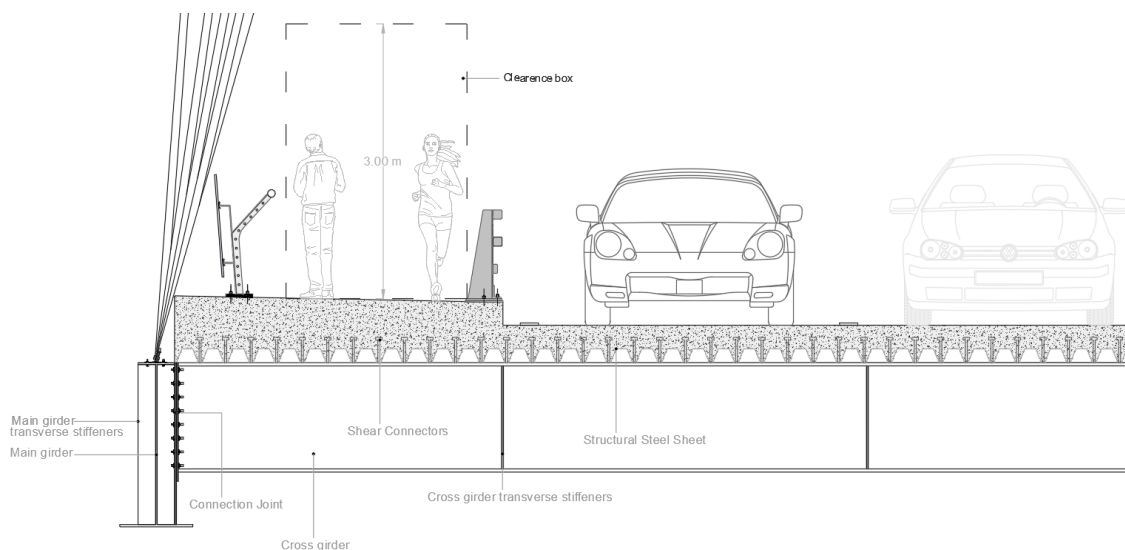 Clearence box
3.00 m
Main girder
transverse stiffeners
Shear Connectors
Structural Steel Sheet
Main girder
Cross girder transverse stiffeners
Connection Joint
Cross girder